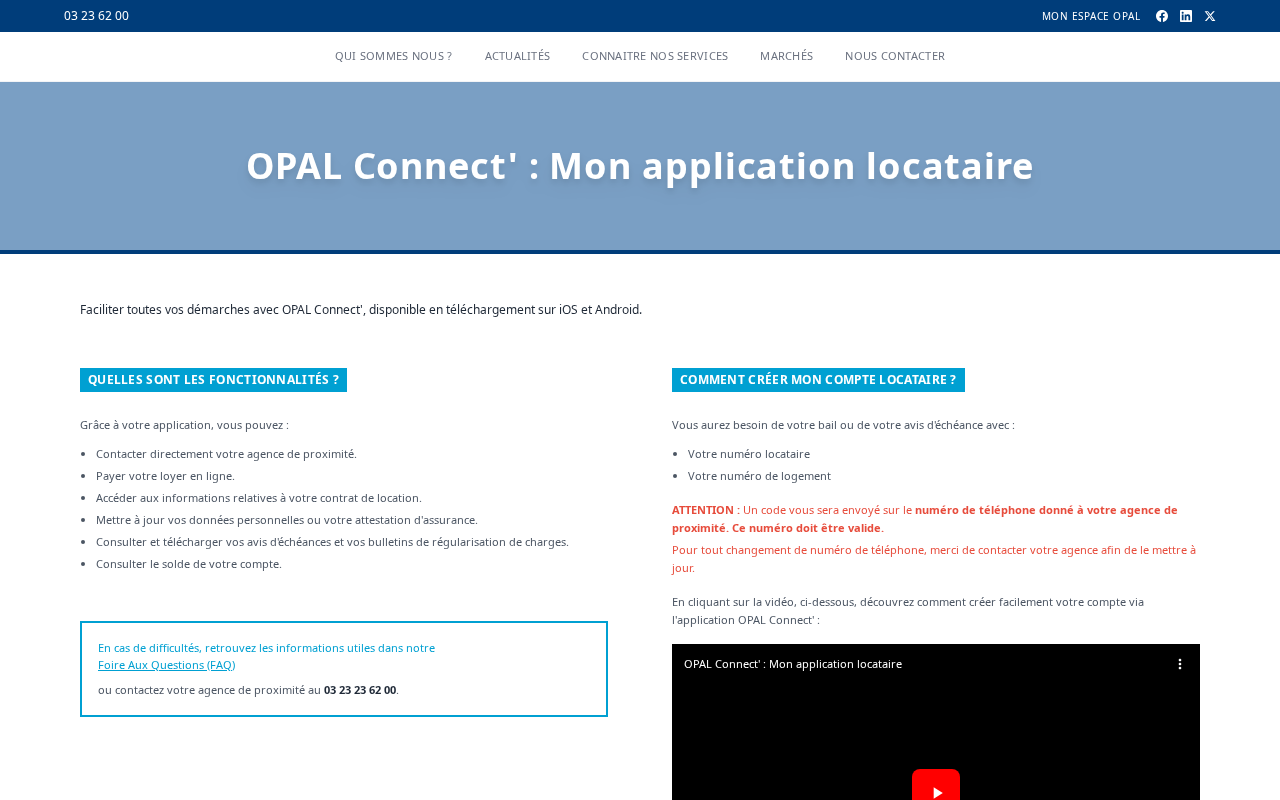 03 23 62 00
MON ESPACE OPAL
QUI SOMMES NOUS ?
ACTUALITÉS
CONNAITRE NOS SERVICES
MARCHÉS
NOUS CONTACTER
OPAL Connect' : Mon application locataire
Faciliter toutes vos démarches avec OPAL Connect', disponible en téléchargement sur iOS et Android.
QUELLES SONT LES FONCTIONNALITÉS ?
Grâce à votre application, vous pouvez :
• Contacter directement votre agence de proximité.
• Payer votre loyer en ligne.
• Accéder aux informations relatives à votre contrat de location.
• Mettre à jour vos données personnelles ou votre attestation d'assurance.
• Consulter et télécharger vos avis d'échéances et vos bulletins de régularisation de charges.
• Consulter le solde de votre compte.
En cas de difficultés, retrouvez les informations utiles dans notre
Foire Aux Questions (FAQ)
ou contactez votre agence de proximité au 03 23 23 62 00.
COMMENT CRÉER MON COMPTE LOCATAIRE ?
Vous aurez besoin de votre bail ou de votre avis d'échéance avec :
• Votre numéro locataire
• Votre numéro de logement
ATTENTION : Un code vous sera envoyé sur le numéro de téléphone donné à votre agence de
proximité. Ce numéro doit être valide.
Pour tout changement de numéro de téléphone, merci de contacter votre agence afin de le mettre à
jour.
En cliquant sur la vidéo, ci-dessous, découvrez comment créer facilement votre compte via
l'application OPAL Connect' :
OPAL Connect' : Mon application locataire